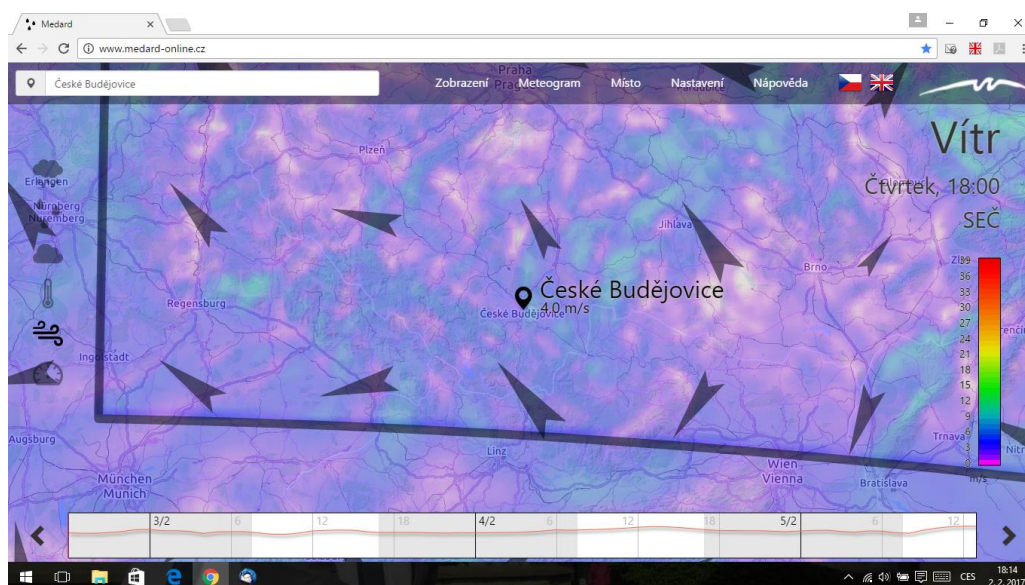 Medard
www.medard-online.cz
České Budějovice
Zobrazení
Meteogram
Místo
Nastavení
Nápověda
Praha
Vítr
Čtvrtek, 18:00
SEČ
Plzeň
Erlangen
Nürnberg
Nuremberg
Jihlava
Brno
České Budějovice
4.0 m/s
České Budějovice
Regensburg
Ingolstadt
39
36
33
30
27
24
21
18
15
12
9
6
3
0
m/s
Augsburg
Linz
Trnava
München
Munich
Wien
Vienna
Bratislava
3/2
6
12
18
4/2
6
12
18
5/2
6
12
CES
18:14